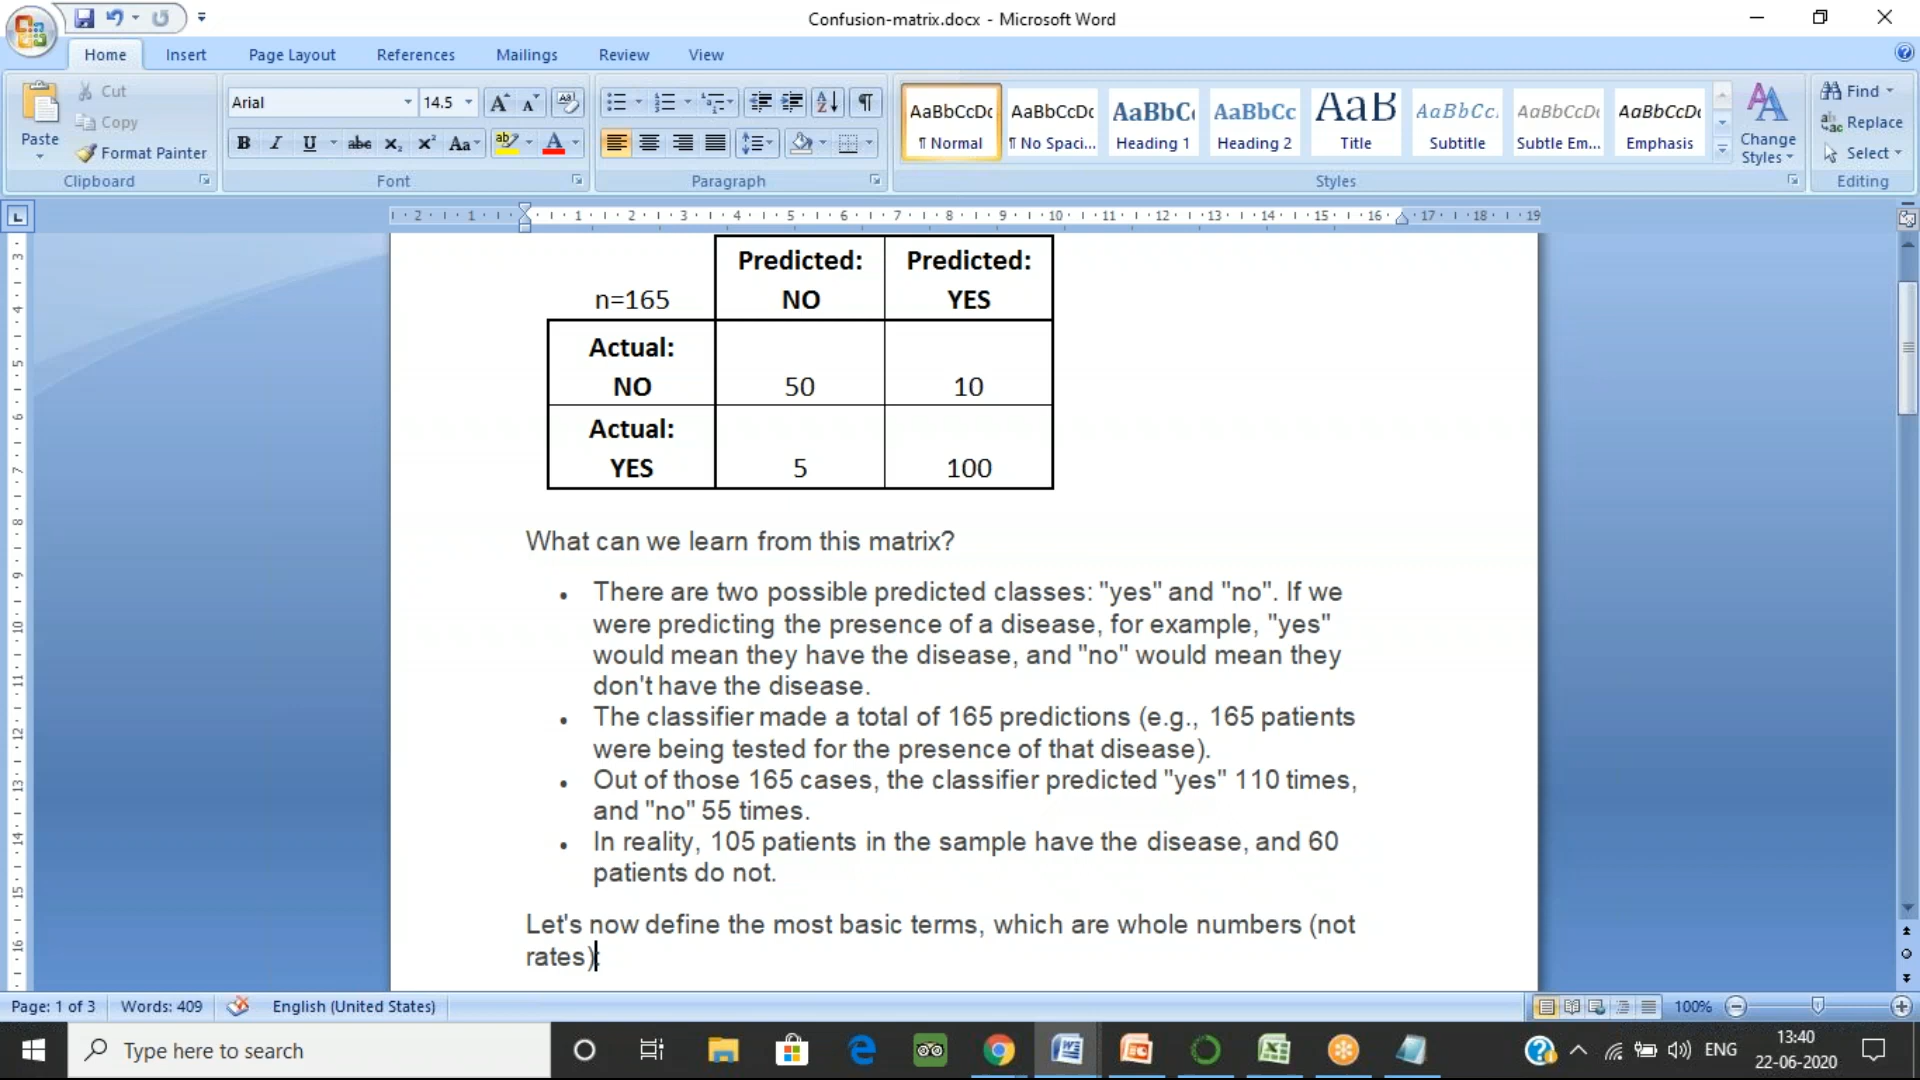 Confusion-matrix.docx - Microsoft Word
Home Insert Page Layout References Mailings Review View
Paste
Cut
Copy
Format Painter
Clipboard
Arial 14.5
Font
Paragraph
AaBbCcDc AaBbCcDc AaBbC AaBbCc AaB AaBbCc. AaBbCcDc AaBbCcDc
¶ Normal ¶ No Spaci... Heading 1 Heading 2 Title Subtitle Subtle Em... Emphasis
Change
Styles
Styles
Find
Replace
Select
Editing
n=165
Predicted:
NO
Predicted:
YES
Actual:
NO 50 10
Actual:
YES 5 100
What can we learn from this matrix?
• There are two possible predicted classes: "yes" and "no". If we
were predicting the presence of a disease, for example, "yes"
would mean they have the disease, and "no" would mean they
don't have the disease.
• The classifier made a total of 165 predictions (e.g., 165 patients
were being tested for the presence of that disease).
• Out of those 165 cases, the classifier predicted "yes" 110 times,
and "no" 55 times.
• In reality, 105 patients in the sample have the disease, and 60
patients do not.
Let's now define the most basic terms, which are whole numbers (not
rates):
Page: 1 of 3 Words: 409 English (United States) 100%
Type here to search
ENG
13:40
22-06-2020